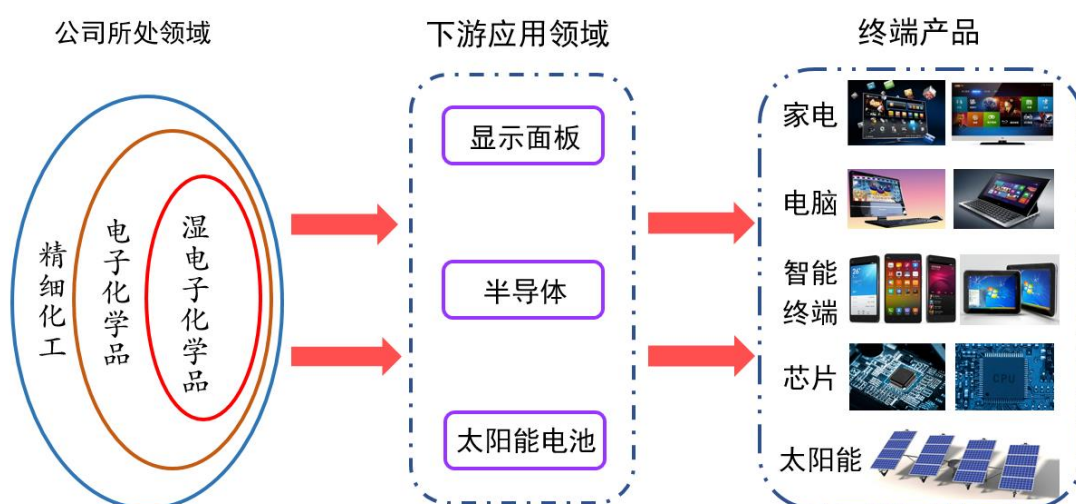 公司所处领域
下游应用领域
终端产品
精细化工
电子化学品
湿电子化学品
显示面板
半导体
太阳能电池
家电
电脑
智能
终端
芯片
CPU
太阳能